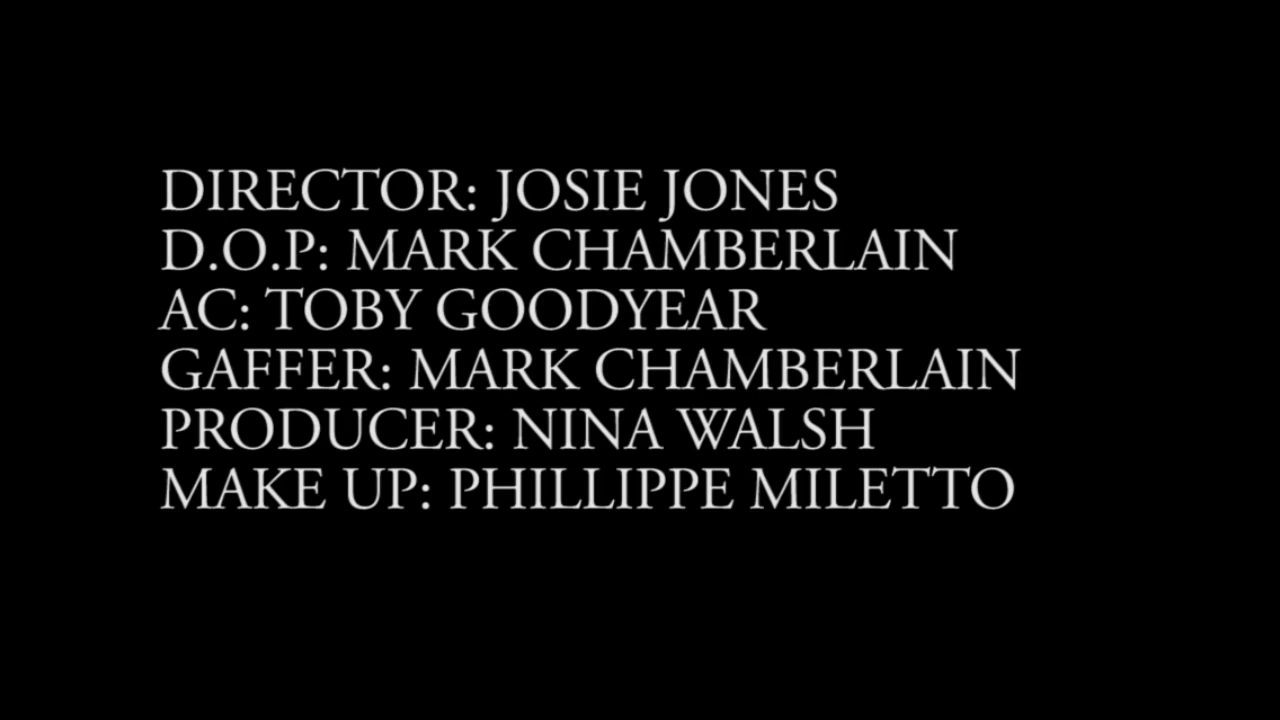 DIRECTOR: JOSIE JONES
D.O.P: MARK CHAMBERLAIN
AC: TOBY GOODYEAR
GAFFER: MARK CHAMBERLAIN
PRODUCER: NINA WALSH
MAKE UP: PHILLIPPE MILETTO